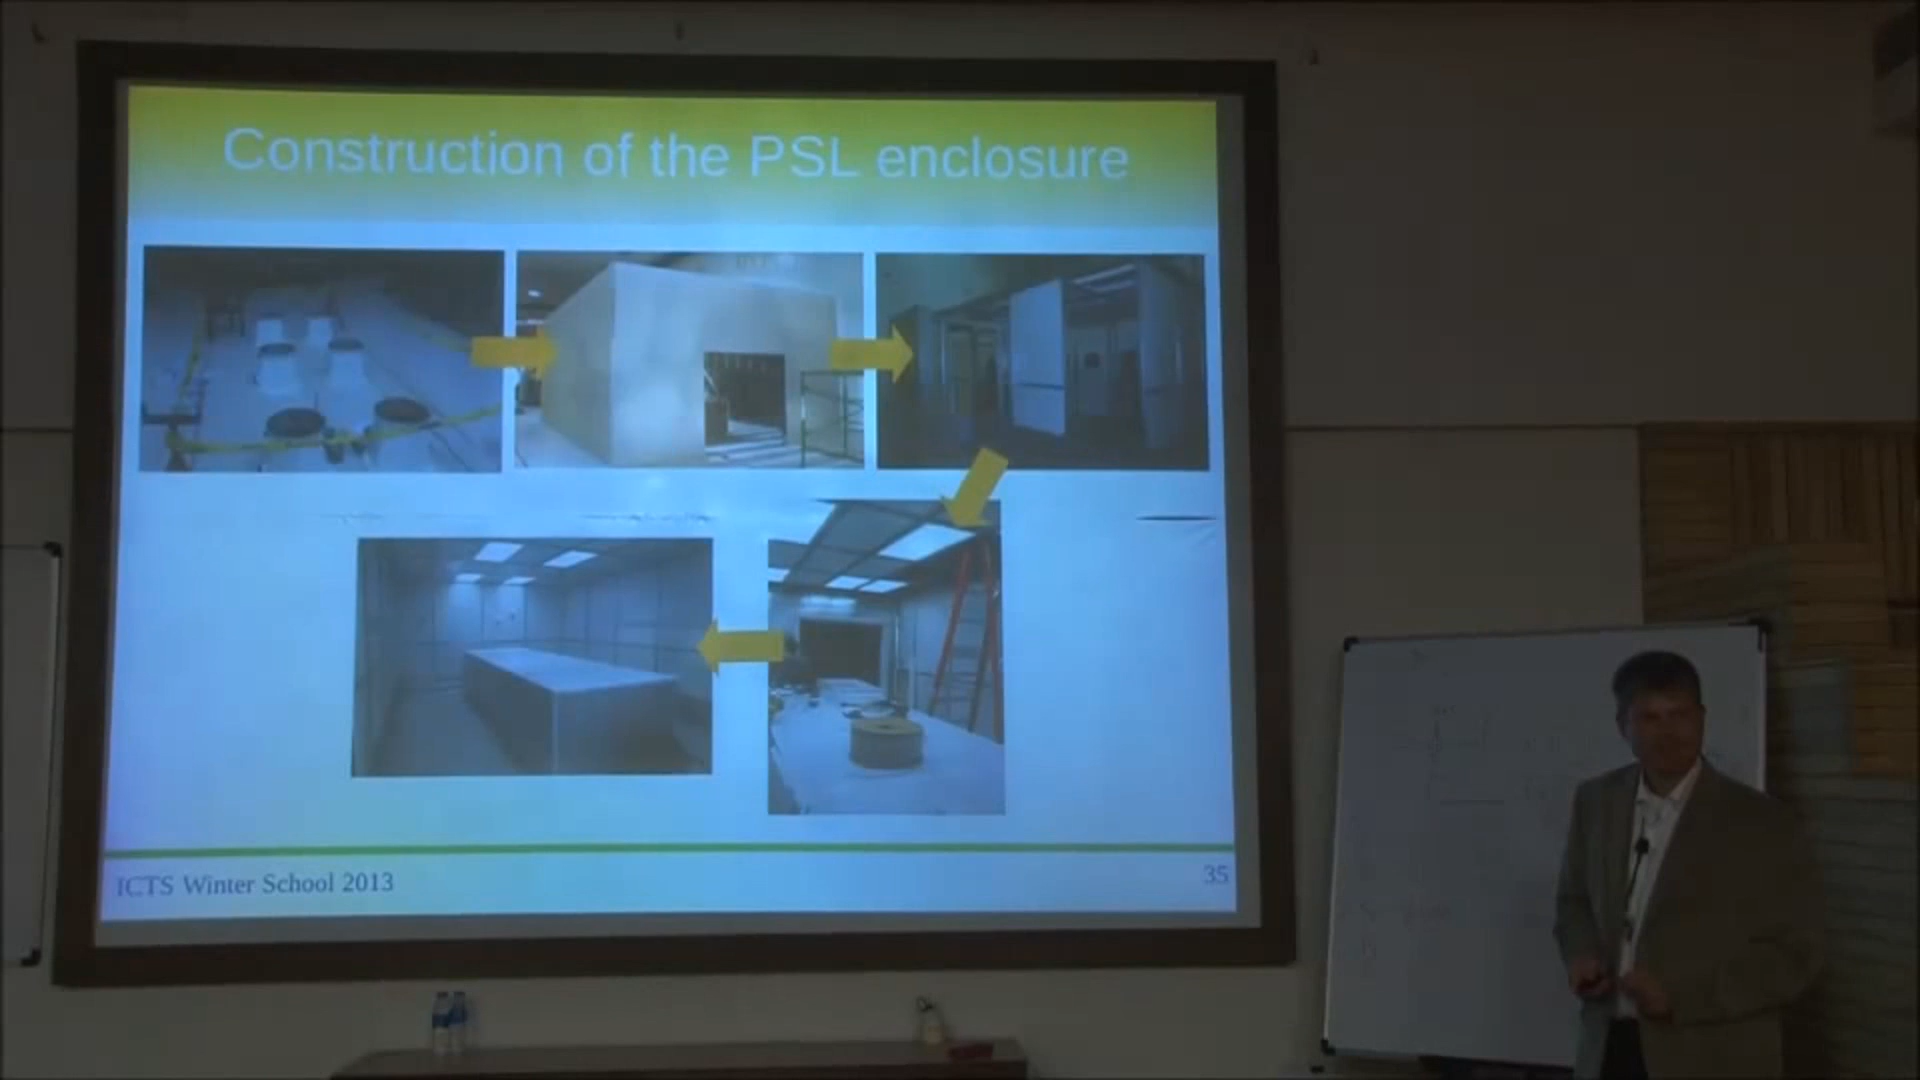 Construction of the PSL enclosure
ICTS Winter School 2013
35